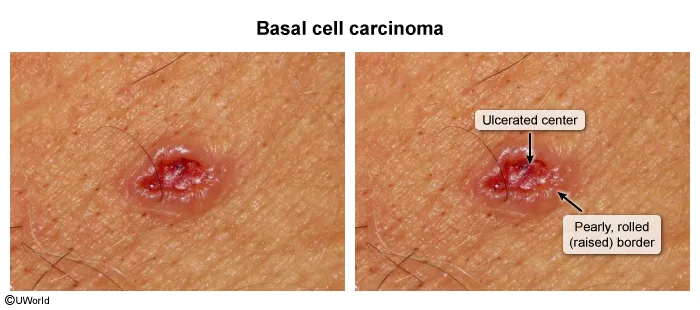 Basal cell carcinoma
Ulcerated center
Pearly, rolled
(raised) border
©UWorld